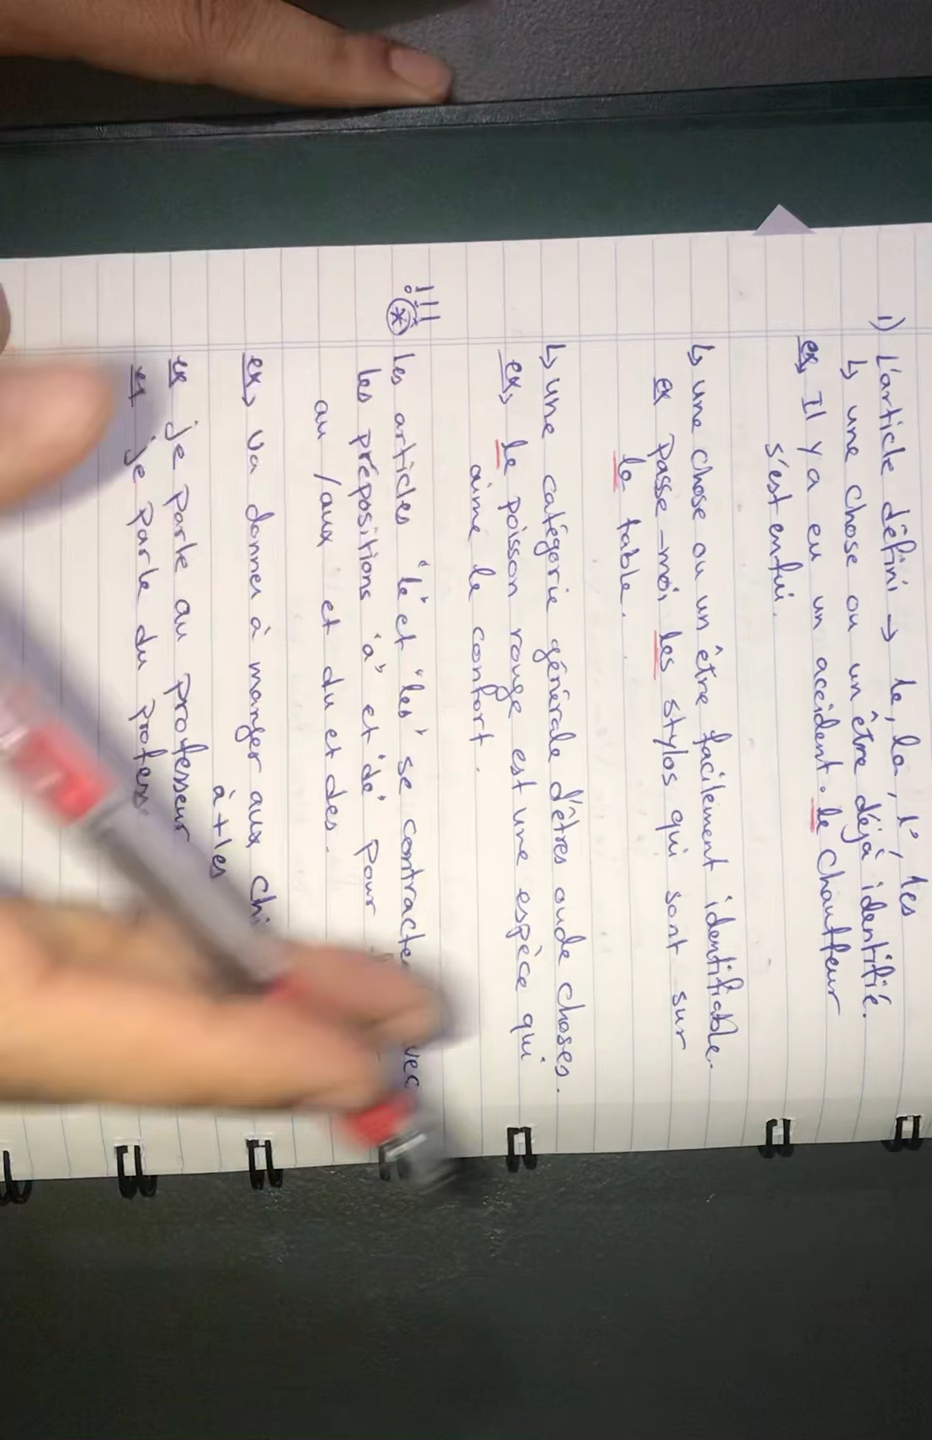 1) L'article défini → le, la, l', les
↳ une chose ou un être déjà identifié.
ex, Il y a eu un accident. le chauffeur
s'est enfui.
↳ une chose ou un être facilement identifiable.
ex passe-moi les stylos qui sont sur
la table.
↳ une catégorie générale d'êtres ou de choses.
ex, le poisson rouge est une espèce qui
aime le confort.
!!!
* les articles "le" et "les" se
les prépositions "à" et "de" pour
au / aux et du et des.
ex, va donner à manger aux
à + les
ex je parle au professeur
ex je parle du